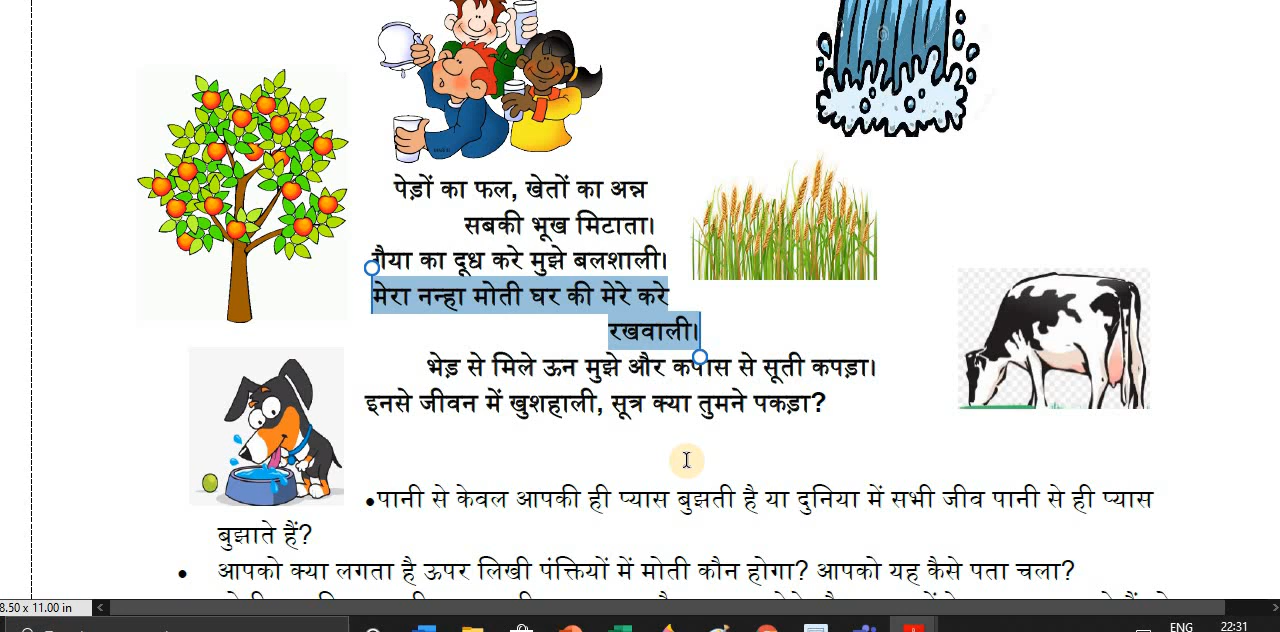 पेड़ों का फल, खेतों का अन्न
सबकी भूख मिटाता।
गैया का दूध करे मुझे बलशाली।
मेरा नन्हा मोती घर की मेरे करे
रखवाली।
भेड़ से मिले ऊन मुझे और कपास से सूती कपड़ा।
इनसे जीवन में खुशहाली, सूत्र क्या तुमने पकड़ा?
•पानी से केवल आपकी ही प्यास बुझती है या दुनिया में सभी जीव पानी से ही प्यास
बुझाते हैं?
• आपको क्या लगता है ऊपर लिखी पंक्तियों में मोती कौन होगा? आपको यह कैसे पता चला?
8.50 x 11.00 in
ENG
22:31